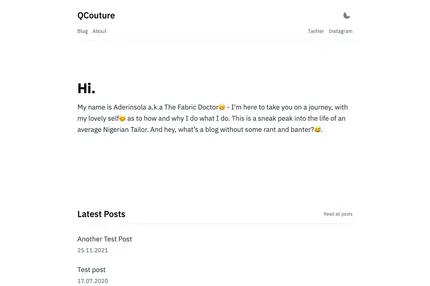 QCouture
Blog About Twitter Instagram
Hi.
My name is Aderinsola a.k.a The Fabric Doctor😄 - I'm here to take you on a journey, with
my lovely self😊 as to how and why I do what I do. This is a sneak peak into the life of an
average Nigerian Tailor. And hey, what's a blog without some rant and banter?😅.
Latest Posts Read all posts
Another Test Post
25.11.2021
Test post
17.07.2020